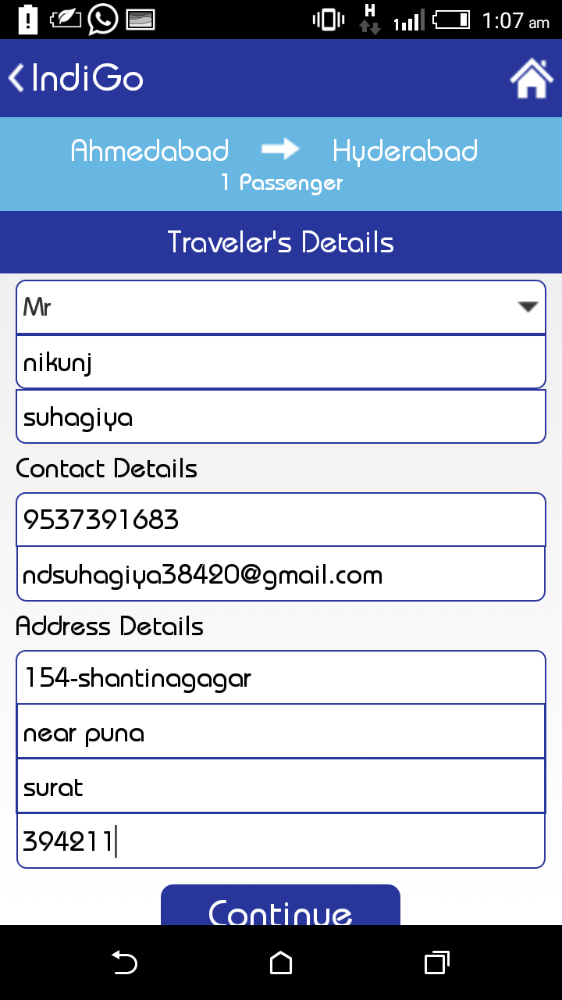 H 1:07 am
IndiGo
Ahmedabad Hyderabad
1 Passenger
Traveler's Details
Mr
nikunj
suhagiya
Contact Details
9537391683
ndsuhagiya38420@gmail.com
Address Details
154-shantinagagar
near puna
surat
394211
Continue